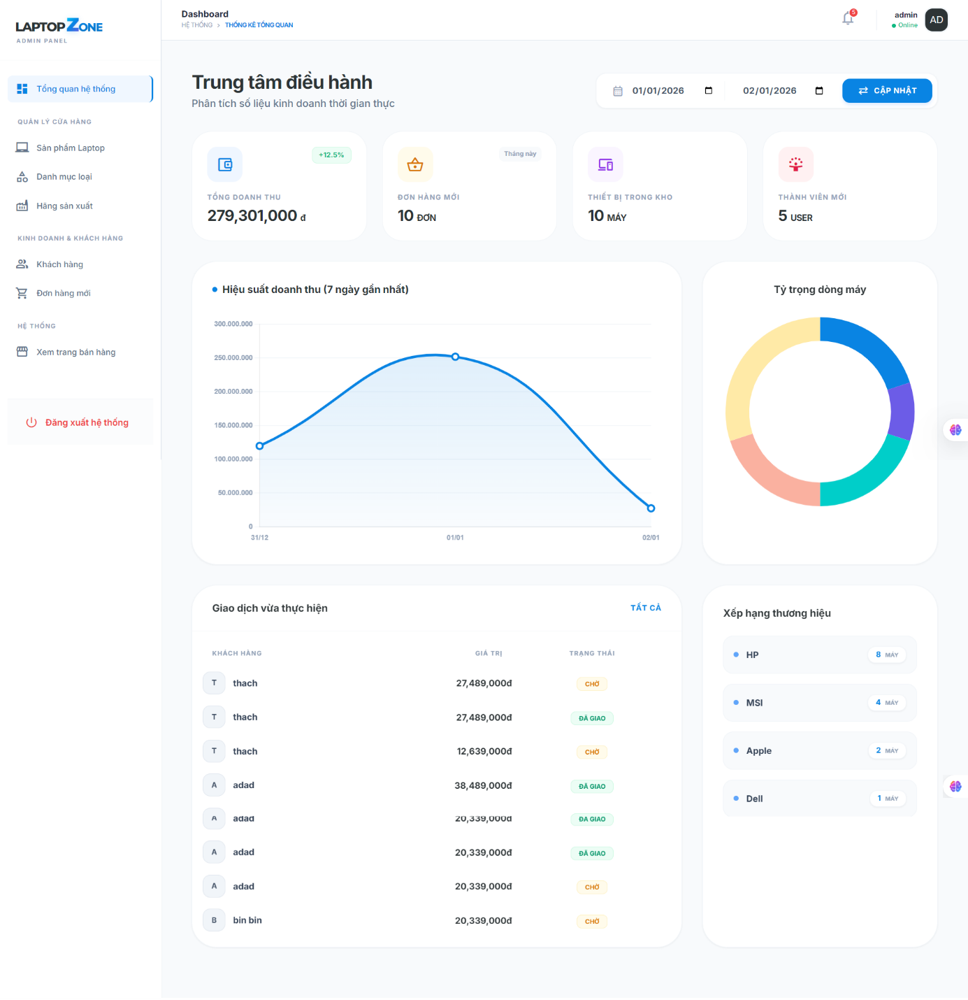 LAPTOP ZONE
ADMIN PANEL
Tổng quan hệ thống
QUẢN LÝ CỬA HÀNG
Sản phẩm Laptop
Danh mục loại
Hãng sản xuất
KINH DOANH & KHÁCH HÀNG
Khách hàng
Đơn hàng mới
HỆ THỐNG
Xem trang bán hàng
Đăng xuất hệ thống
Dashboard
HỆ THỐNG > THỐNG KÊ TỔNG QUAN
5
admin
Online
AD
Trung tâm điều hành
Phân tích số liệu kinh doanh thời gian thực
01/01/2026
02/01/2026
CẬP NHẬT
+12.5%
TỔNG DOANH THU
279,301,000 đ
Tháng này
ĐƠN HÀNG MỚI
10 ĐƠN
THIẾT BỊ TRONG KHO
10 MÁY
THÀNH VIÊN MỚI
5 USER
Hiệu suất doanh thu (7 ngày gần nhất)
300.000.000
250.000.000
200.000.000
150.000.000
100.000.000
50.000.000
0
31/12 01/01 02/01
Tỷ trọng dòng máy
Giao dịch vừa thực hiện
TẤT CẢ
KHÁCH HÀNG GIÁ TRỊ TRẠNG THÁI
T thach 27,489,000đ CHỜ
T thach 27,489,000đ ĐÃ GIAO
T thach 12,639,000đ CHỜ
A adad 38,489,000đ ĐÃ GIAO
A adad 20,339,000đ ĐÃ GIAO
A adad 20,339,000đ ĐÃ GIAO
A adad 20,339,000đ CHỜ
B bin bin 20,339,000đ CHỜ
Xếp hạng thương hiệu
HP 8 MÁY
MSI 4 MÁY
Apple 2 MÁY
Dell 1 MÁY